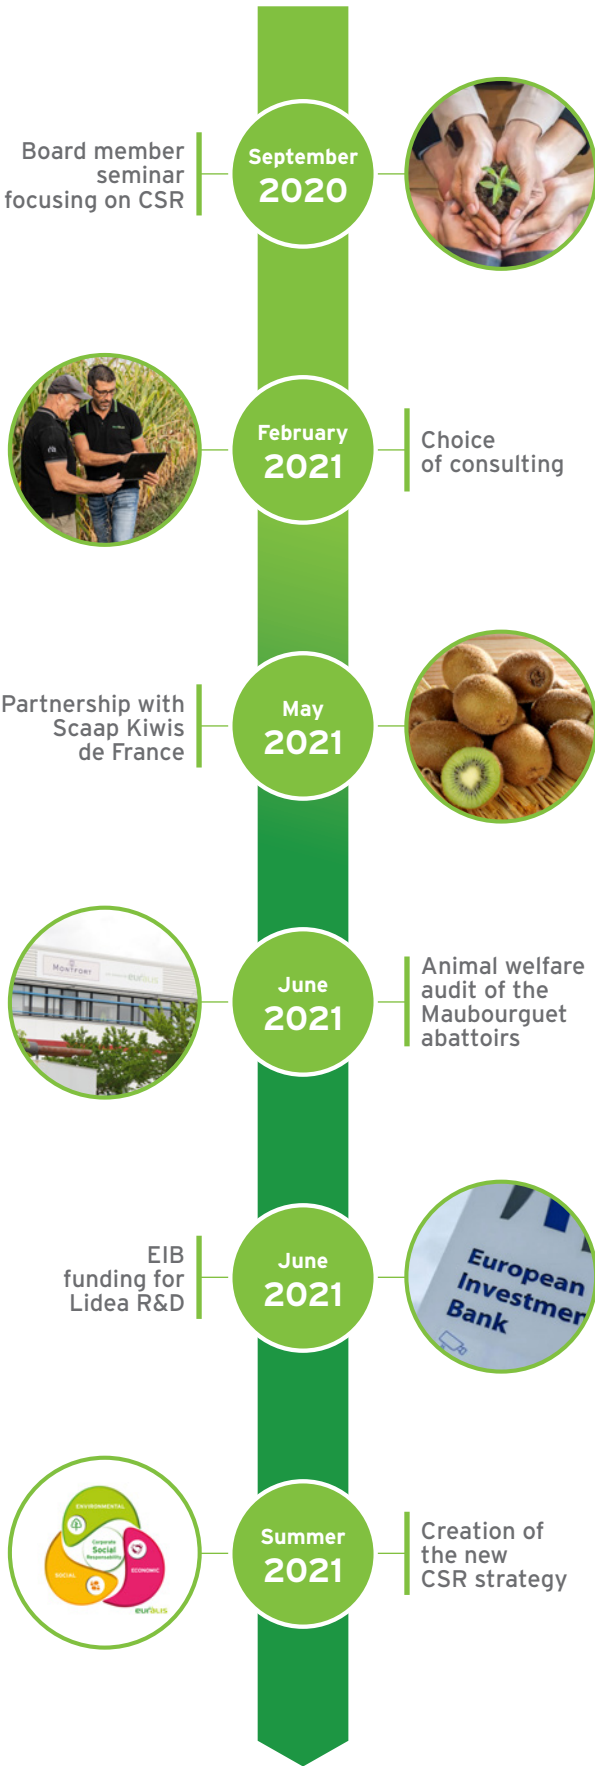 Board member
seminar
focusing on CSR
September
2020
February
2021
Choice
of consulting
Partnership with
Scaap Kiwis
de France
May
2021
MONTFORT
euralis
June
2021
Animal welfare
audit of the
Maubourguet
abattoirs
EIB
funding for
Lidea R&D
June
2021
European
Investmen
Bank
ENVIRONMENTAL
Corporate
Social
Responsability
SOCIAL
ECONOMIC
euralis
Summer
2021
Creation of
the new
CSR strategy